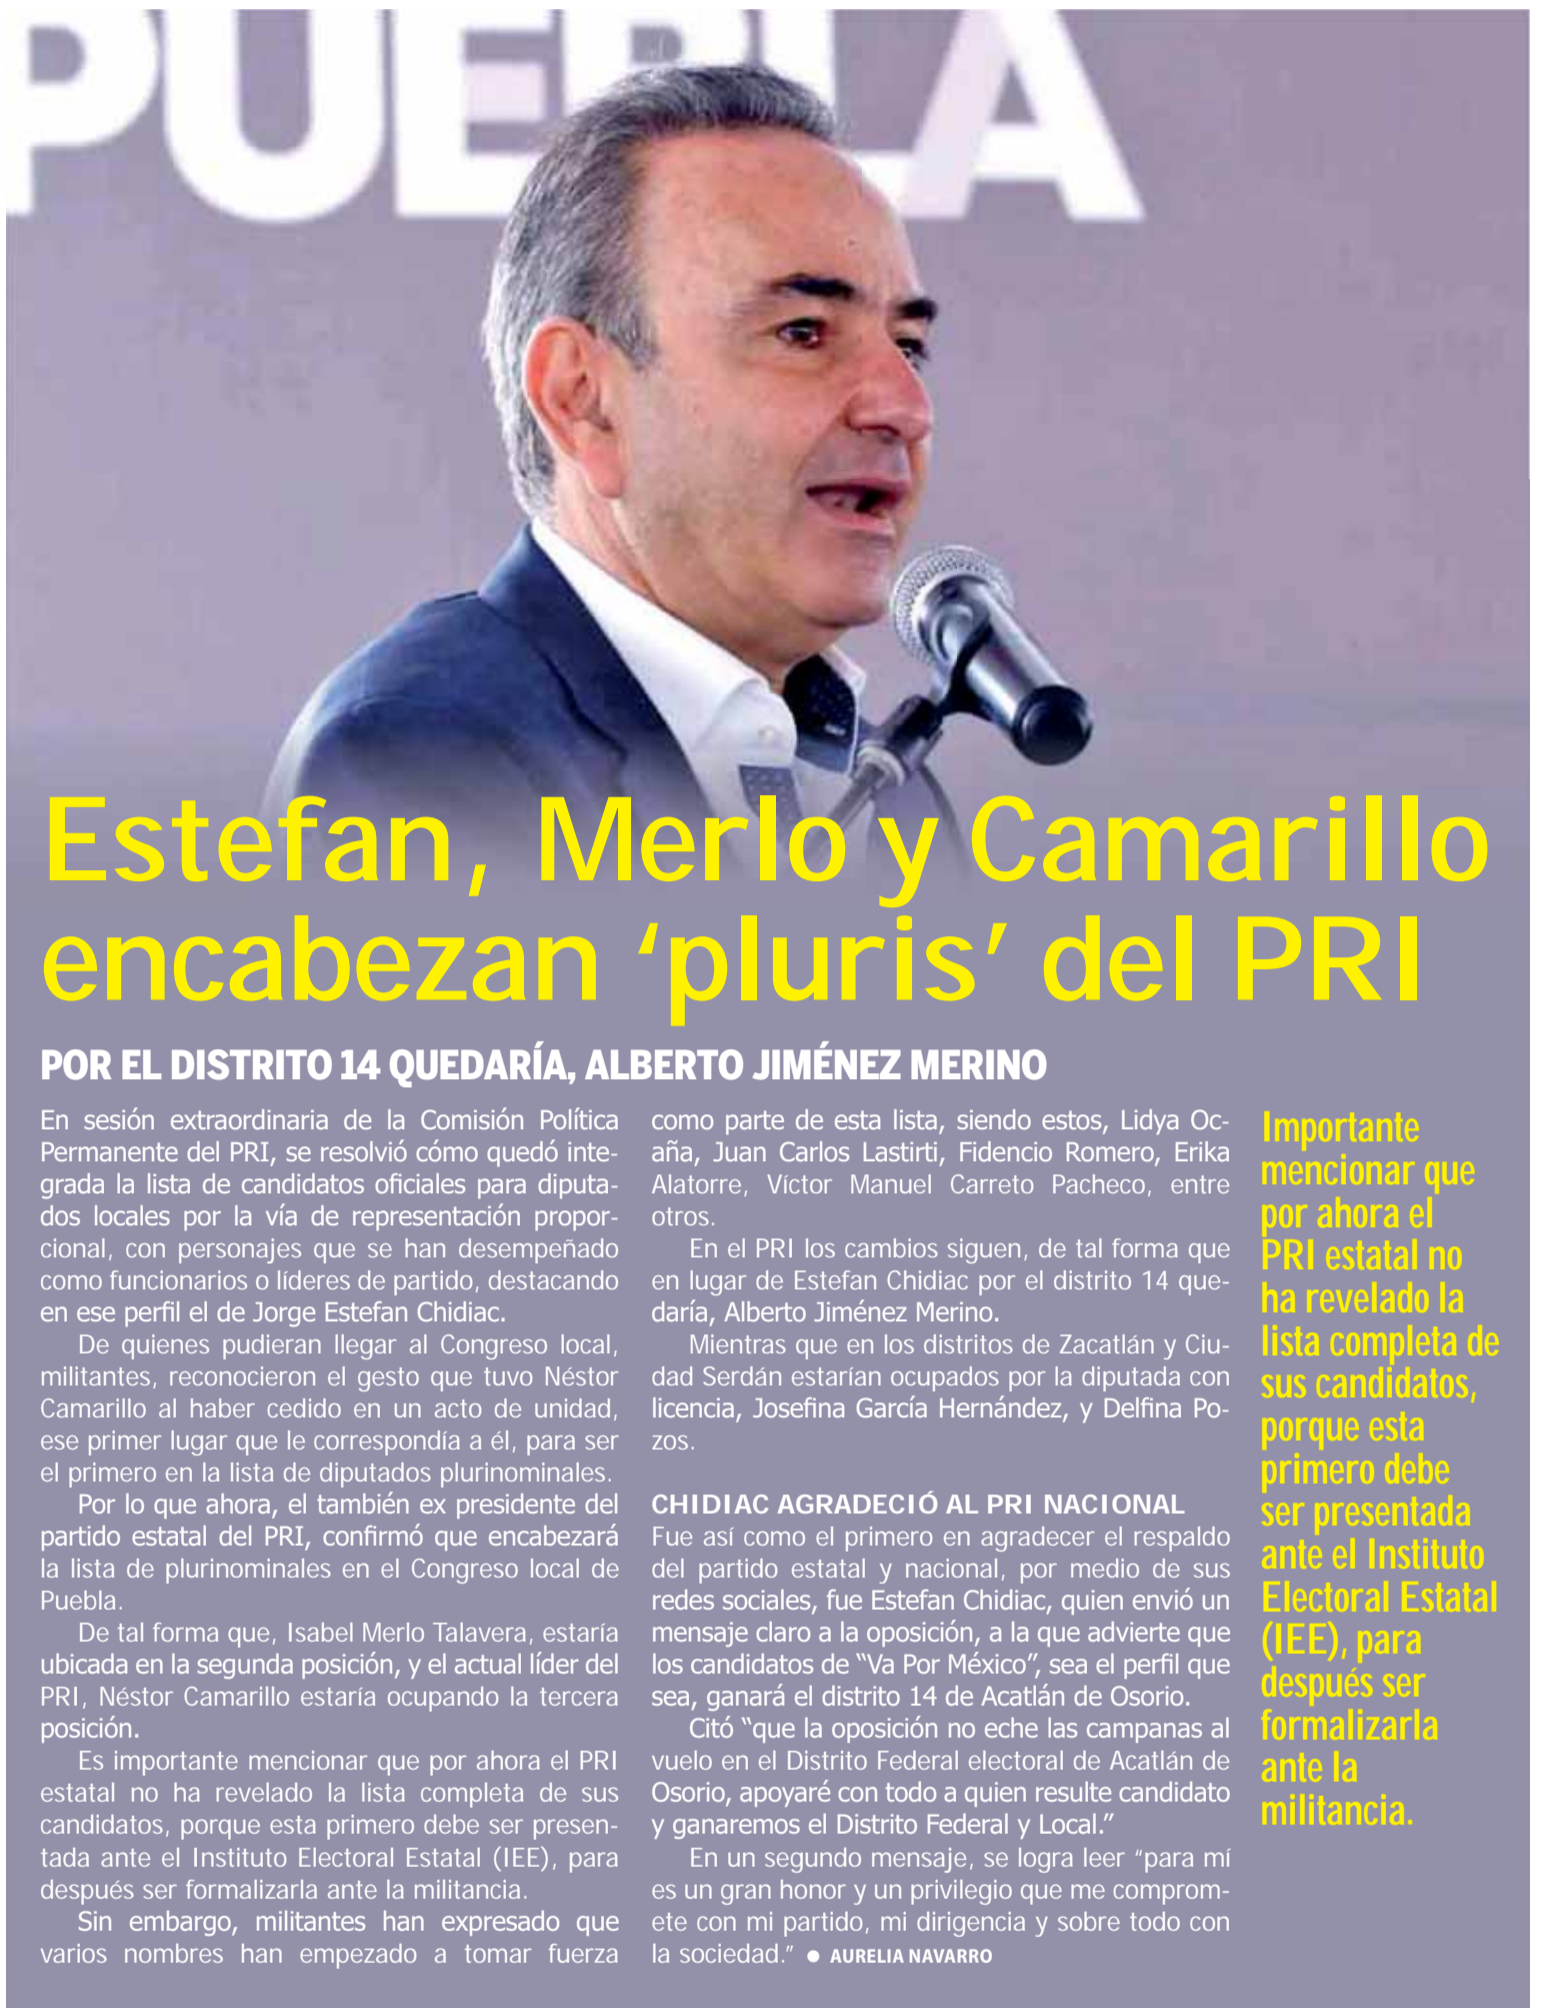 PUEBLA
Estefan, Merlo y Camarillo
encabezan ‘pluris’ del PRI
POR EL DISTRITO 14 QUEDARÍA, ALBERTO JIMÉNEZ MERINO
En sesión extraordinaria de la Comisión Política
Permanente del PRI, se resolvió cómo quedó inte-
grada la lista de candidatos oficiales para diputa-
dos locales por la vía de representación propor-
cional, con personajes que se han desempeñado
como funcionarios o líderes de partido, destacando
en ese perfil el de Jorge Estefan Chidiac.
De quienes pudieran llegar al Congreso local,
militantes, reconocieron el gesto que tuvo Néstor
Camarillo al haber cedido en un acto de unidad,
ese primer lugar que le correspondía a él, para ser
el primero en la lista de diputados plurinominales.
Por lo que ahora, el también ex presidente del
partido estatal del PRI, confirmó que encabezará
la lista de plurinominales en el Congreso local de
Puebla.
De tal forma que, Isabel Merlo Talavera, estaría
ubicada en la segunda posición, y el actual líder del
PRI, Néstor Camarillo estaría ocupando la tercera
posición.
Es importante mencionar que por ahora el PRI
estatal no ha revelado la lista completa de sus
candidatos, porque esta primero debe ser presen-
tada ante el Instituto Electoral Estatal (IEE), para
después ser formalizarla ante la militancia.
Sin embargo, militantes han expresado que
varios nombres han empezado a tomar fuerza
como parte de esta lista, siendo estos, Lidya Oc-
aña, Juan Carlos Lastirti, Fidencio Romero, Erika
Alatorre, Víctor Manuel Carreto Pacheco, entre
otros.
En el PRI los cambios siguen, de tal forma que
en lugar de Estefan Chidiac por el distrito 14 que-
daría, Alberto Jiménez Merino.
Mientras que en los distritos de Zacatlán y Ciu-
dad Serdán estarían ocupados por la diputada con
licencia, Josefina García Hernández, y Delfina Po-
zos.
CHIDIAC AGRADECIÓ AL PRI NACIONAL
Fue así como el primero en agradecer el respaldo
del partido estatal y nacional, por medio de sus
redes sociales, fue Estefan Chidiac, quien envió un
mensaje claro a la oposición, a la que advierte que
los candidatos de “Va Por México”, sea el perfil que
sea, ganará el distrito 14 de Acatlán de Osorio.
Citó “que la oposición no eche las campanas al
vuelo en el Distrito Federal electoral de Acatlán de
Osorio, apoyaré con todo a quien resulte candidato
y ganaremos el Distrito Federal y Local.”
En un segundo mensaje, se logra leer “para mí
es un gran honor y un privilegio que me comprom-
ete con mi partido, mi dirigencia y sobre todo con
la sociedad.” ● AURELIA NAVARRO
Importante
mencionar que
por ahora el
PRI estatal no
ha revelado la
lista completa de
sus candidatos,
porque esta
primero debe
ser presentada
ante el Instituto
Electoral Estatal
(IEE), para
después ser
formalizarla
ante la
militancia.